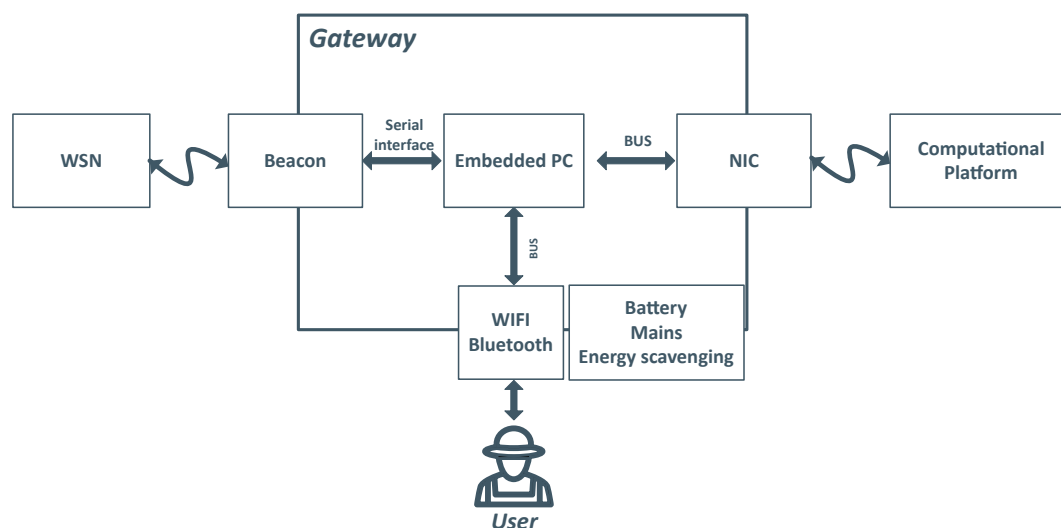 Gateway
WSN
Beacon
Serial
interface
Embedded PC
BUS
NIC
Computational
Platform
BUS
WIFI
Bluetooth
Battery
Mains
Energy scavenging
User